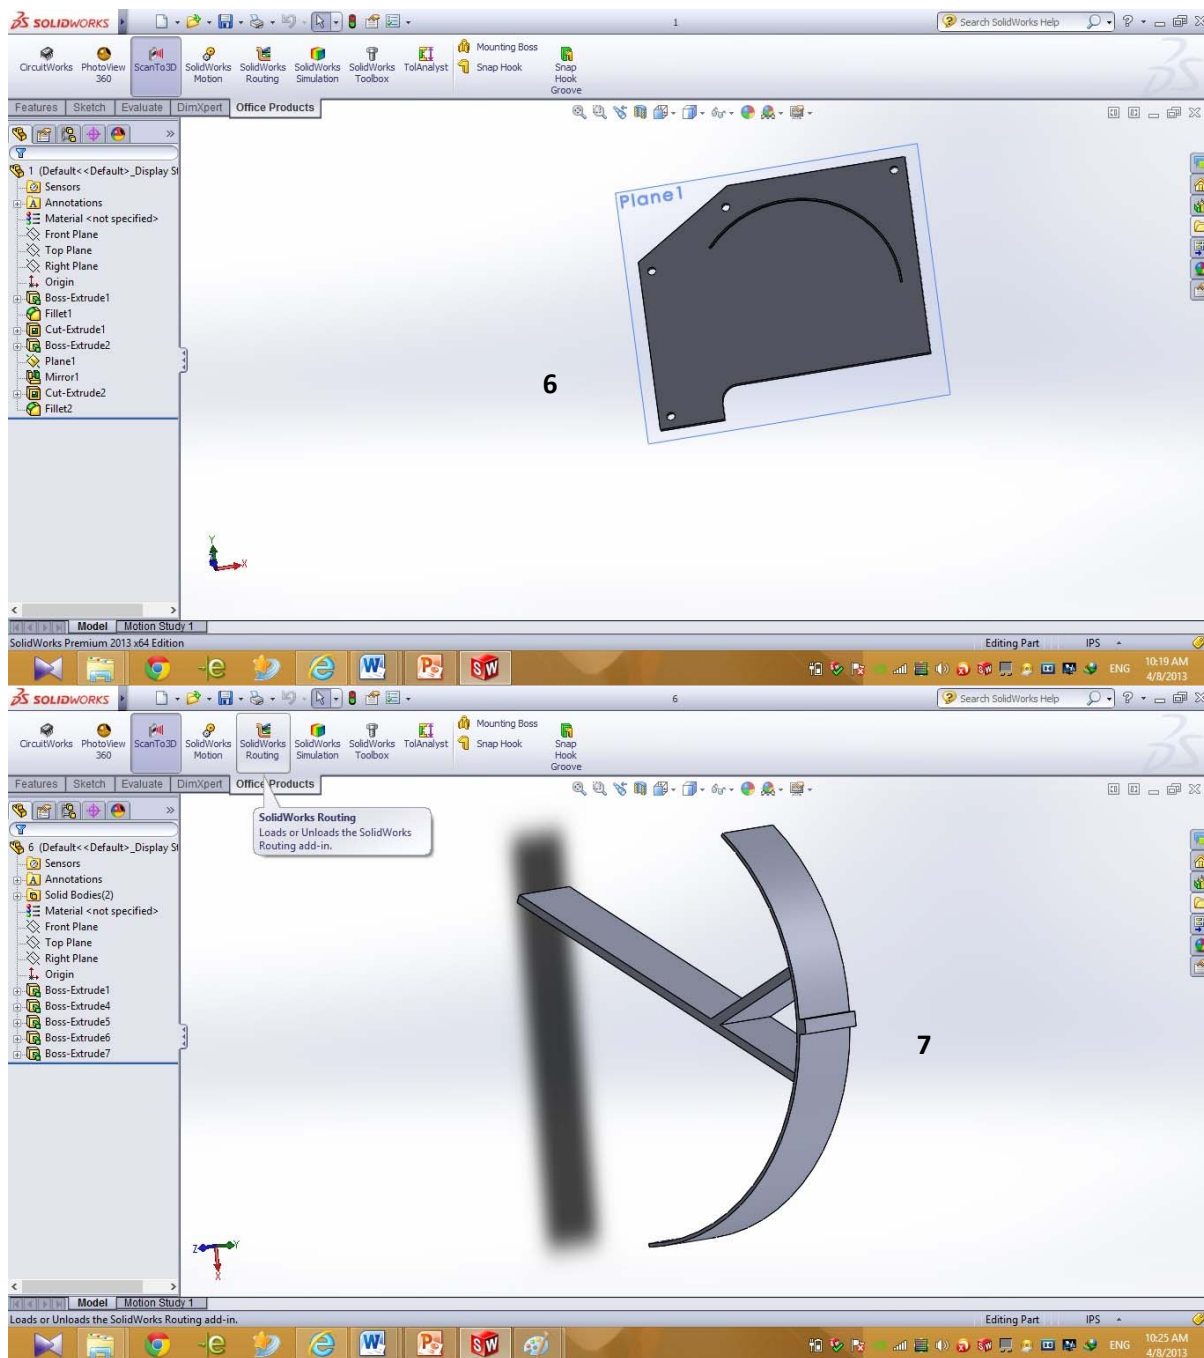 SOLIDWORKS
1
Search SolidWorks Help
CircuitWorks
PhotoView 360
ScanTo3D
SolidWorks Motion
SolidWorks Routing
SolidWorks Simulation
SolidWorks Toolbox
TolAnalyst
Mounting Boss
Snap Hook
Snap Hook Groove
Features Sketch Evaluate DimXpert Office Products
1 (Default<<Default>_Display St
Sensors
Annotations
Material <not specified>
Front Plane
Top Plane
Right Plane
Origin
Boss-Extrude1
Fillet1
Cut-Extrude1
Boss-Extrude2
Plane1
Mirror1
Cut-Extrude2
Fillet2
Plane1
6
Y
X
Model Motion Study 1
SolidWorks Premium 2013 x64 Edition
Editing Part IPS
ENG 10:19 AM
4/8/2013
SOLIDWORKS
6
Search SolidWorks Help
CircuitWorks
PhotoView 360
ScanTo3D
SolidWorks Motion
SolidWorks Routing
SolidWorks Simulation
SolidWorks Toolbox
TolAnalyst
Mounting Boss
Snap Hook
Snap Hook Groove
Features Sketch Evaluate DimXpert Office Products
SolidWorks Routing
Loads or Unloads the SolidWorks
Routing add-in.
6 (Default<<Default>_Display St
Sensors
Annotations
Solid Bodies(2)
Material <not specified>
Front Plane
Top Plane
Right Plane
Origin
Boss-Extrude1
Boss-Extrude4
Boss-Extrude5
Boss-Extrude6
Boss-Extrude7
7
Z Y
X
Model Motion Study 1
Loads or Unloads the SolidWorks Routing add-in.
Editing Part IPS
ENG 10:25 AM
4/8/2013